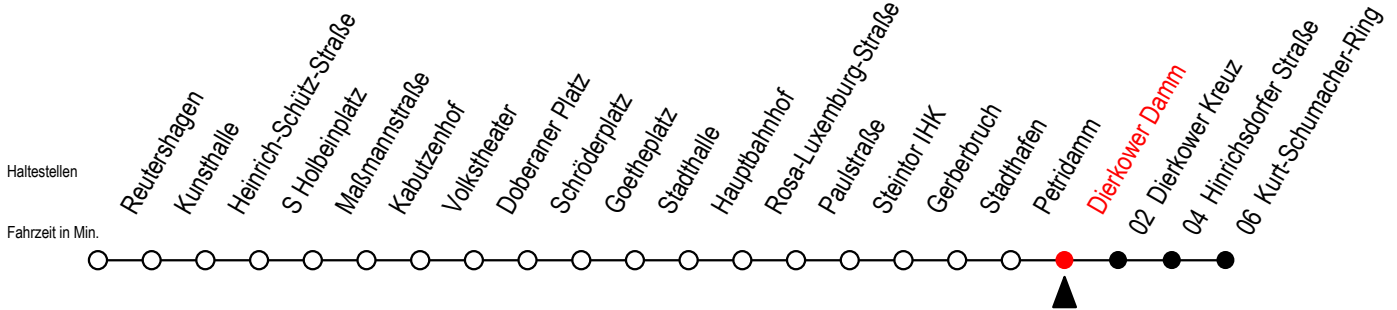 Haltestellen
Fahrzeit in Min.
Reutershagen
Kunsthalle
Heinrich-Schütz-Straße
S Holbeinplatz
Maßmannstraße
Kabutzenhof
Volkstheater
Doberaner Platz
Schröderplatz
Goetheplatz
Stadthalle
Hauptbahnhof
Rosa-Luxemburg-Straße
Paulstraße
Steintor IHK
Gerberbruch
Stadthafen
Petridamm
Dierkower Damm
02 Dierkower Kreuz
04 Hinrichsdorfer Straße
06 Kurt-Schumacher-Ring